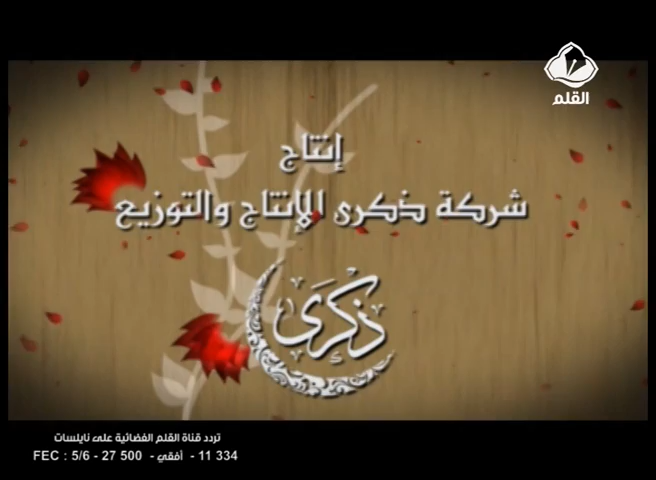 القلم
إنتاج
شركة ذكرى للإنتاج والتوزيع
ذكرى
تردد قناة القلم الفضائية على نايلسات
FEC : 5/6 - 27 500 - أفقي - 11 334